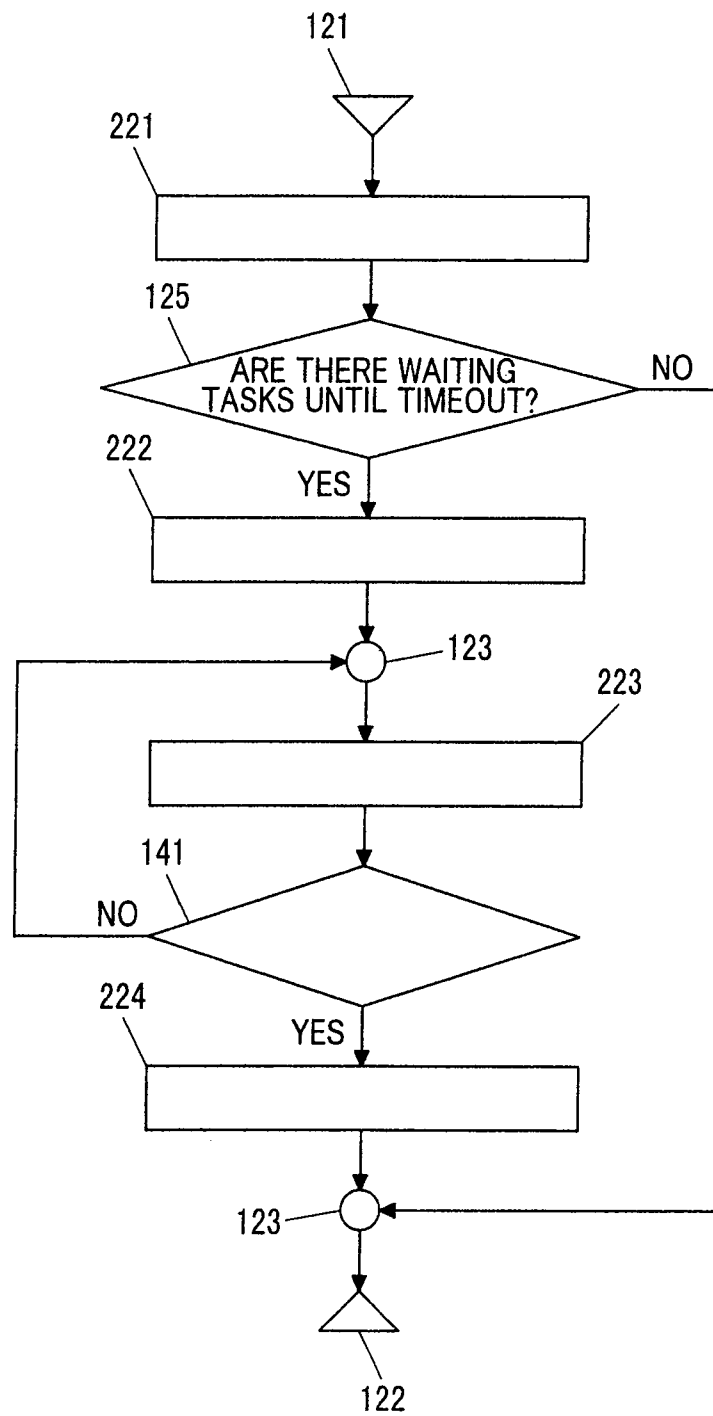 121
221
125
ARE THERE WAITING
TASKS UNTIL TIMEOUT?
NO
222
YES
123
223
141
NO
224
YES
123
122